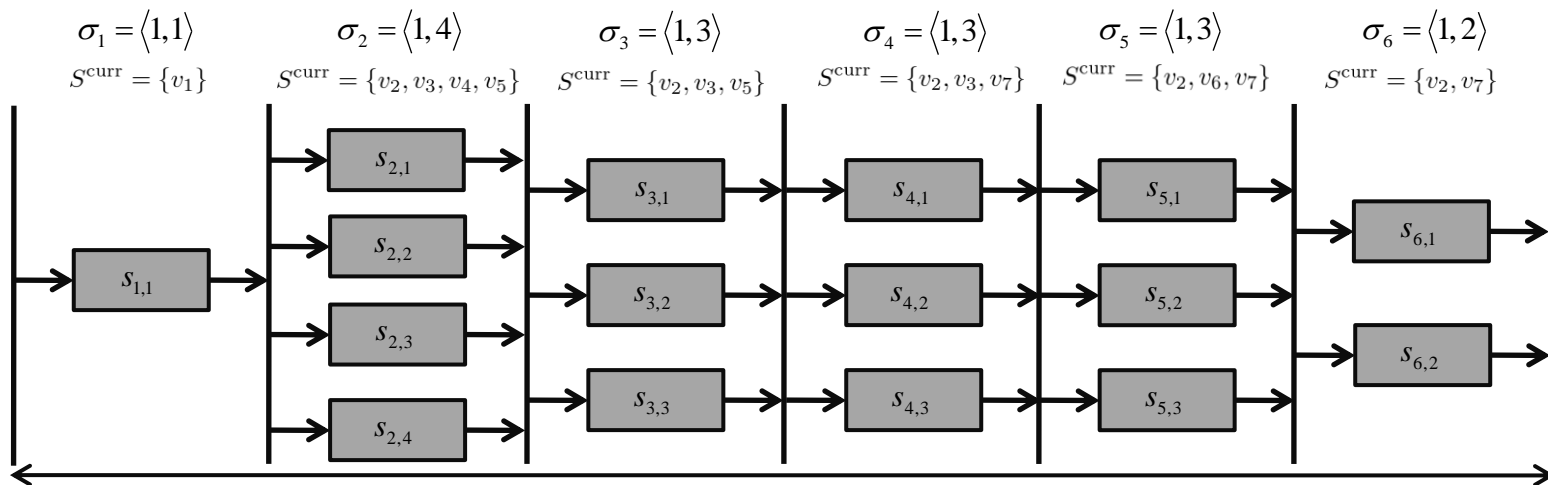 σ₁ = ⟨1,1⟩ σ₂ = ⟨1,4⟩ σ₃ = ⟨1,3⟩ σ₄ = ⟨1,3⟩ σ₅ = ⟨1,3⟩ σ₆ = ⟨1,2⟩
S^curr = {v₁} S^curr = {v₂, v₃, v₄, v₅} S^curr = {v₂, v₃, v₅} S^curr = {v₂, v₃, v₇} S^curr = {v₂, v₆, v₇} S^curr = {v₂, v₇}
s₁,₁
s₂,₁
s₂,₂
s₂,₃
s₂,₄
s₃,₁
s₃,₂
s₃,₃
s₄,₁
s₄,₂
s₄,₃
s₅,₁
s₅,₂
s₅,₃
s₆,₁
s₆,₂